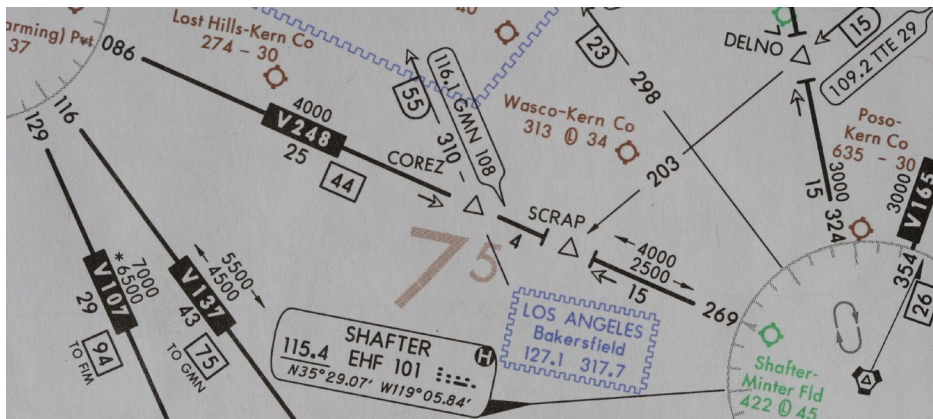 arming) Pvt
37
086
Lost Hills-Kern Co
274 - 30
20
116
129
4000
V248
25
44
COREZ
55
310
116.1 GMN 108
23
298
Wasco-Kern Co
313 L 34
203
DELNO
15
109.2 TTE 29
Poso-
Kern Co
635 - 30
3000
15
324
3000
V165
354
26
SCRAP
4
4000
2500
15
269
75
7000
*6500
V107
29
94
TO FIM
5500
4500
V137
43
75
TO GMN
SHAFTER
H
115.4 EHF 101
N35°29.07' W119°05.84'
LOS ANGELES
Bakersfield
127.1 317.7
Shafter-
Minter Fld
422 L 45